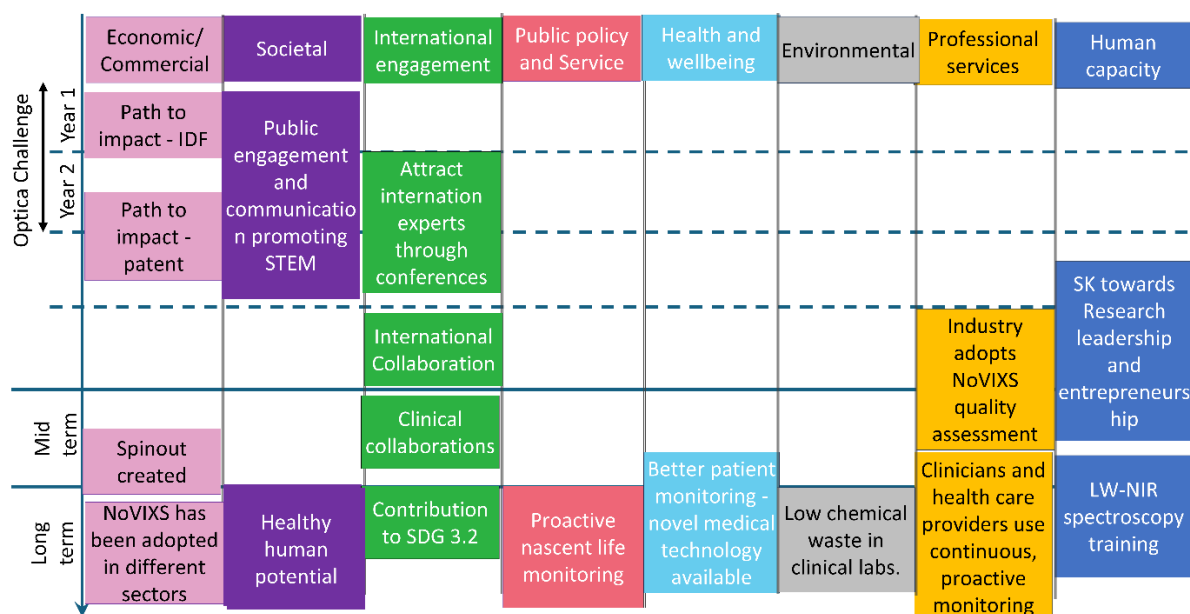 Economic/
Commercial
Societal
International
engagement
Public policy
and Service
Health and
wellbeing
Environmental
Professional
services
Human
capacity
Optica Challenge
Year 1
Year 2
Path to
impact - IDF
Path to
impact -
patent
Public
engagement
and
communicatio
n promoting
STEM
Attract
internation
experts
through
conferences
International
Collaboration
SK towards
Research
leadership
and
entrepreneurs
hip
Industry
adopts
NoVIXS
quality
assessment
Mid
term
Clinical
collaborations
Spinout
created
Better patient
monitoring -
novel medical
technology
available
Clinicians and
health care
providers use
continuous,
proactive
monitoring
LW-NIR
spectroscopy
training
Long
term
NoVIXS has
been adopted
in different
sectors
Healthy
human
potential
Contribution
to SDG 3.2
Proactive
nascent life
monitoring
Low chemical
waste in
clinical labs.